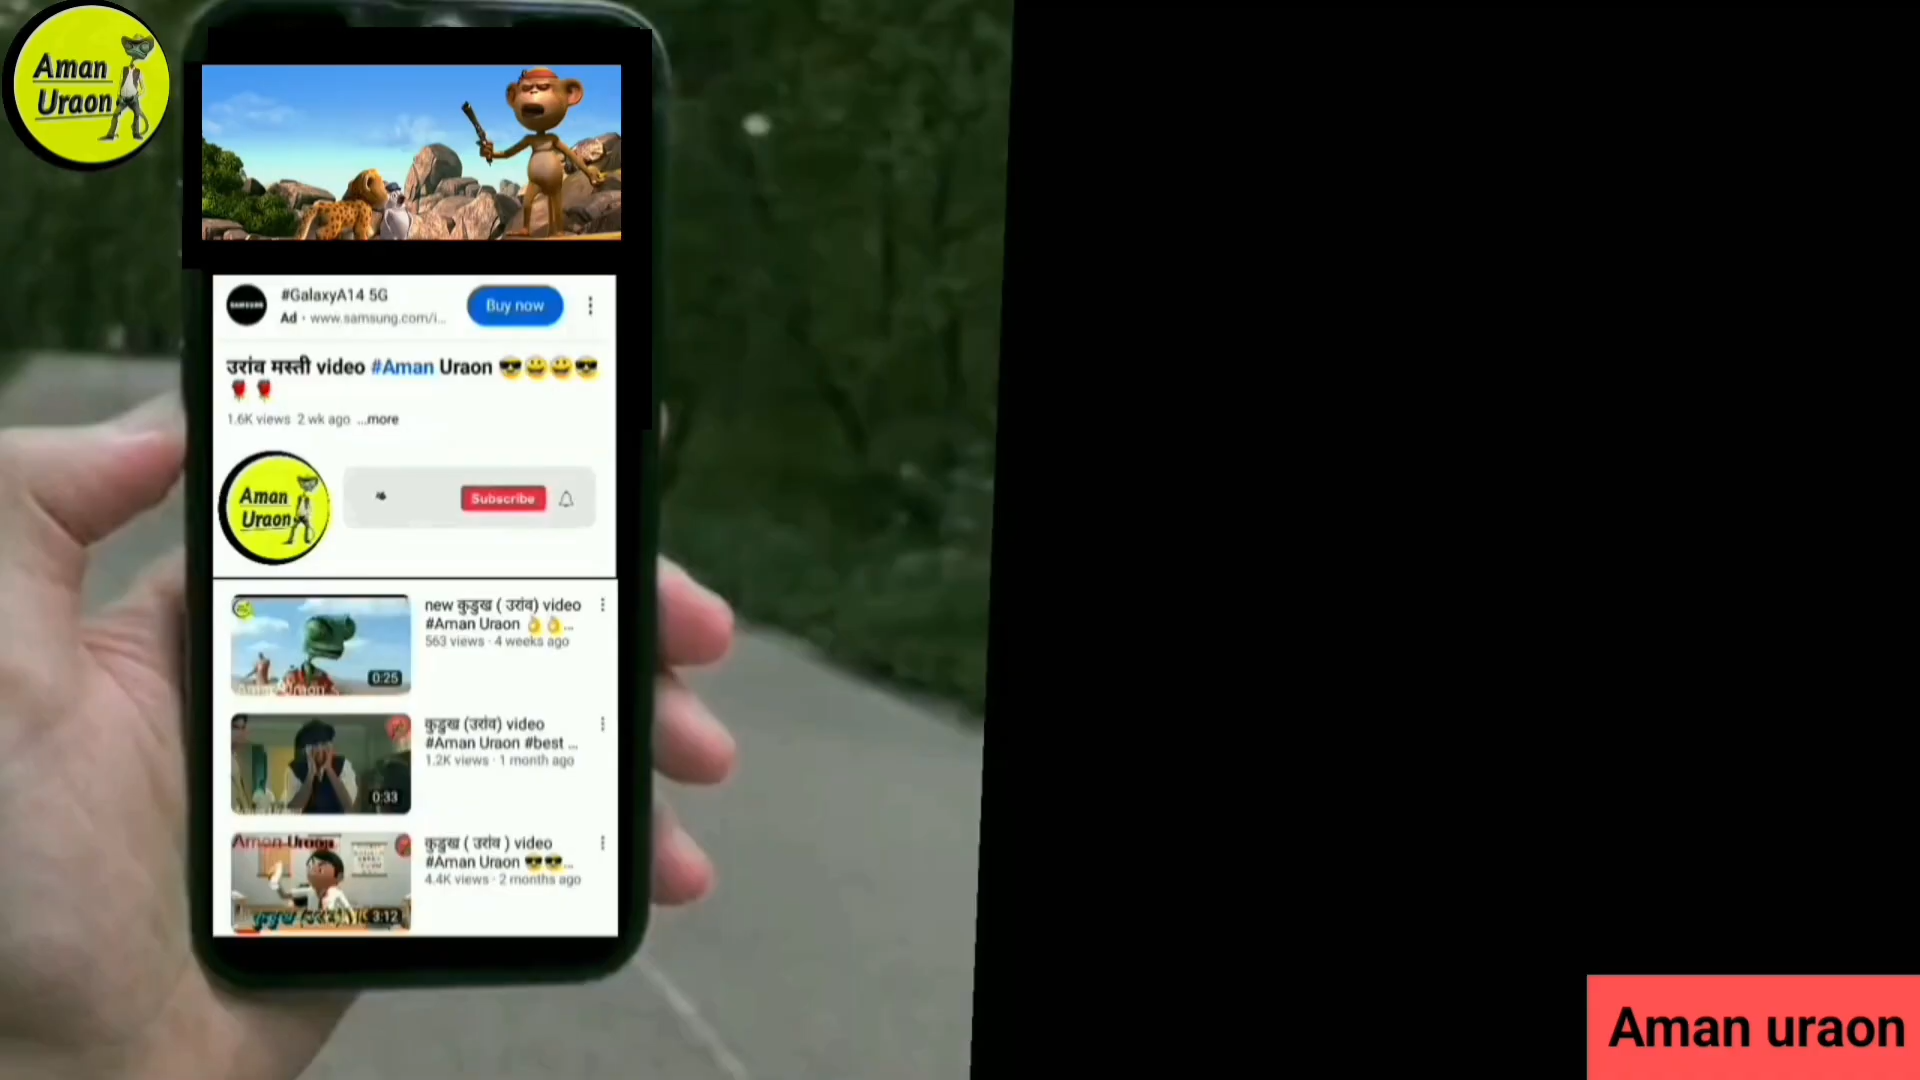 Aman
Uraon
#GalaxyA14 5G
Buy now
SAMSUNG
Ad · www.samsung.com/i...
उरांव मस्ती video #Aman Uraon 😎😀😀😎
🌹🌹
1.6K views 2 wk ago ...more
Aman
Uraon
Subscribe
new कुड़ुख ( उरांव) video
#Aman Uraon 👌👌...
563 views · 4 weeks ago
0:25
कुड़ुख (उरांव) video
#Aman Uraon #best ...
1.2K views · 1 month ago
0:33
Aman Uraon
कुड़ुख ( उरांव ) video
#Aman Uraon 😎😎...
4.4K views · 2 months ago
3:12
Aman uraon